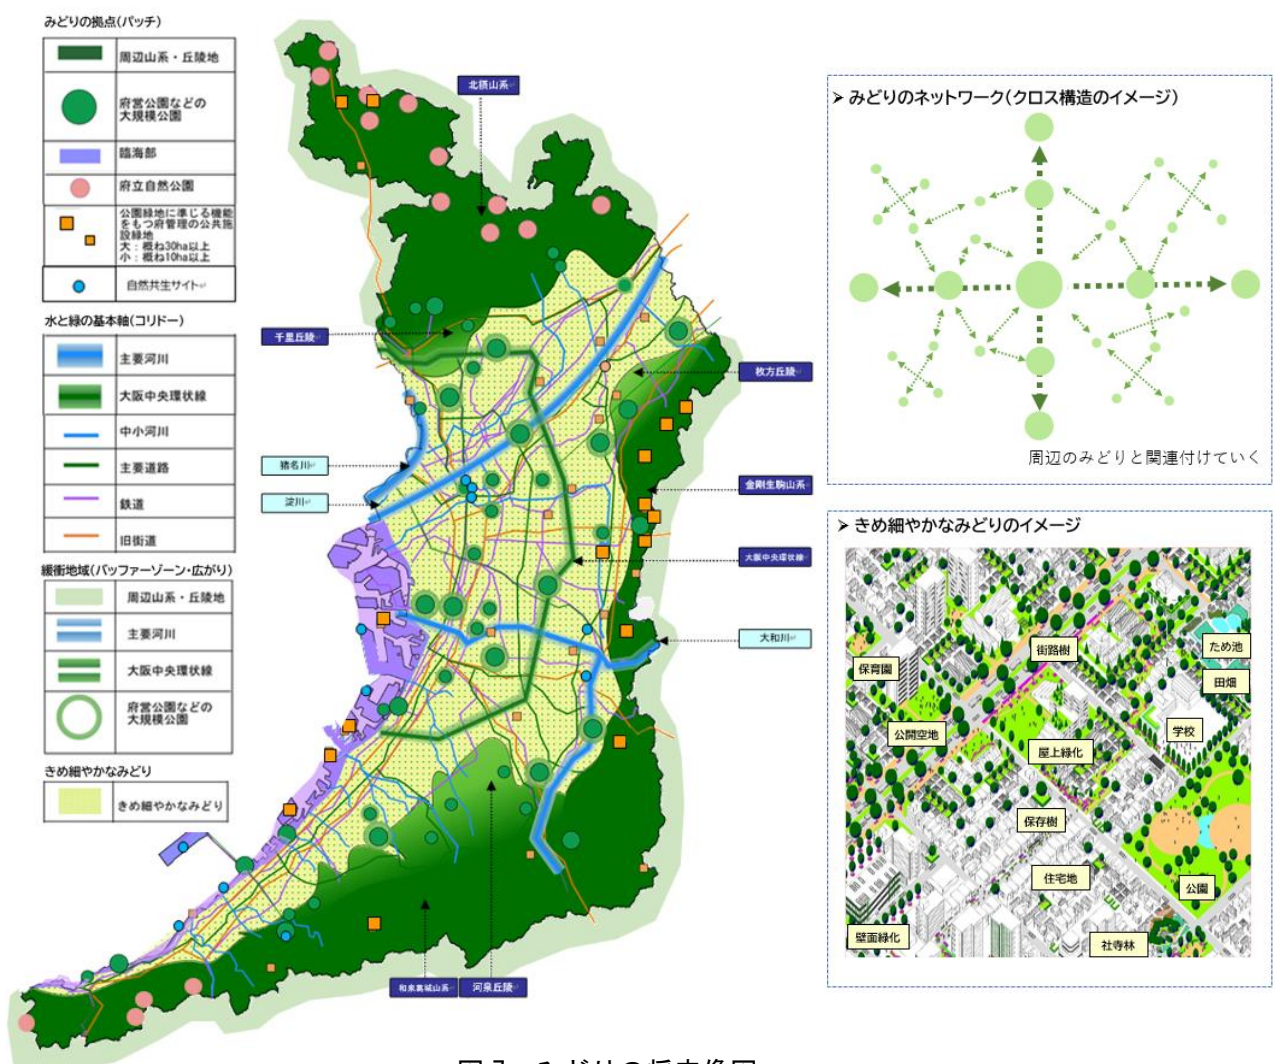 みどりの拠点(パッチ)
周辺山系・丘陵地
府営公園などの
大規模公園
臨海部
府立自然公園
公園緑地に準じる機能
をもつ府管理の公共施
設緑地
大：概ね30ha以上
小：概ね10ha以上
自然共生サイト
水と緑の基本軸(コリドー)
主要河川
大阪中央環状線
中小河川
主要道路
鉄道
旧街道
緩衝地域(バッファーゾーン・広がり)
周辺山系・丘陵地
主要河川
大阪中央環状線
府営公園などの
大規模公園
きめ細やかなみどり
きめ細やかなみどり
北摂山系
千里丘陵
枚方丘陵
猪名川
淀川
金剛生駒山系
大阪中央環状線
大和川
和泉葛城山系
河泉丘陵
➢ みどりのネットワーク(クロス構造のイメージ)
周辺のみどりと関連付けていく
➢ きめ細やかなみどりのイメージ
保育園
街路樹
ため池
田畑
公開空地
屋上緑化
学校
保存樹
住宅地
公園
壁面緑化
社寺林